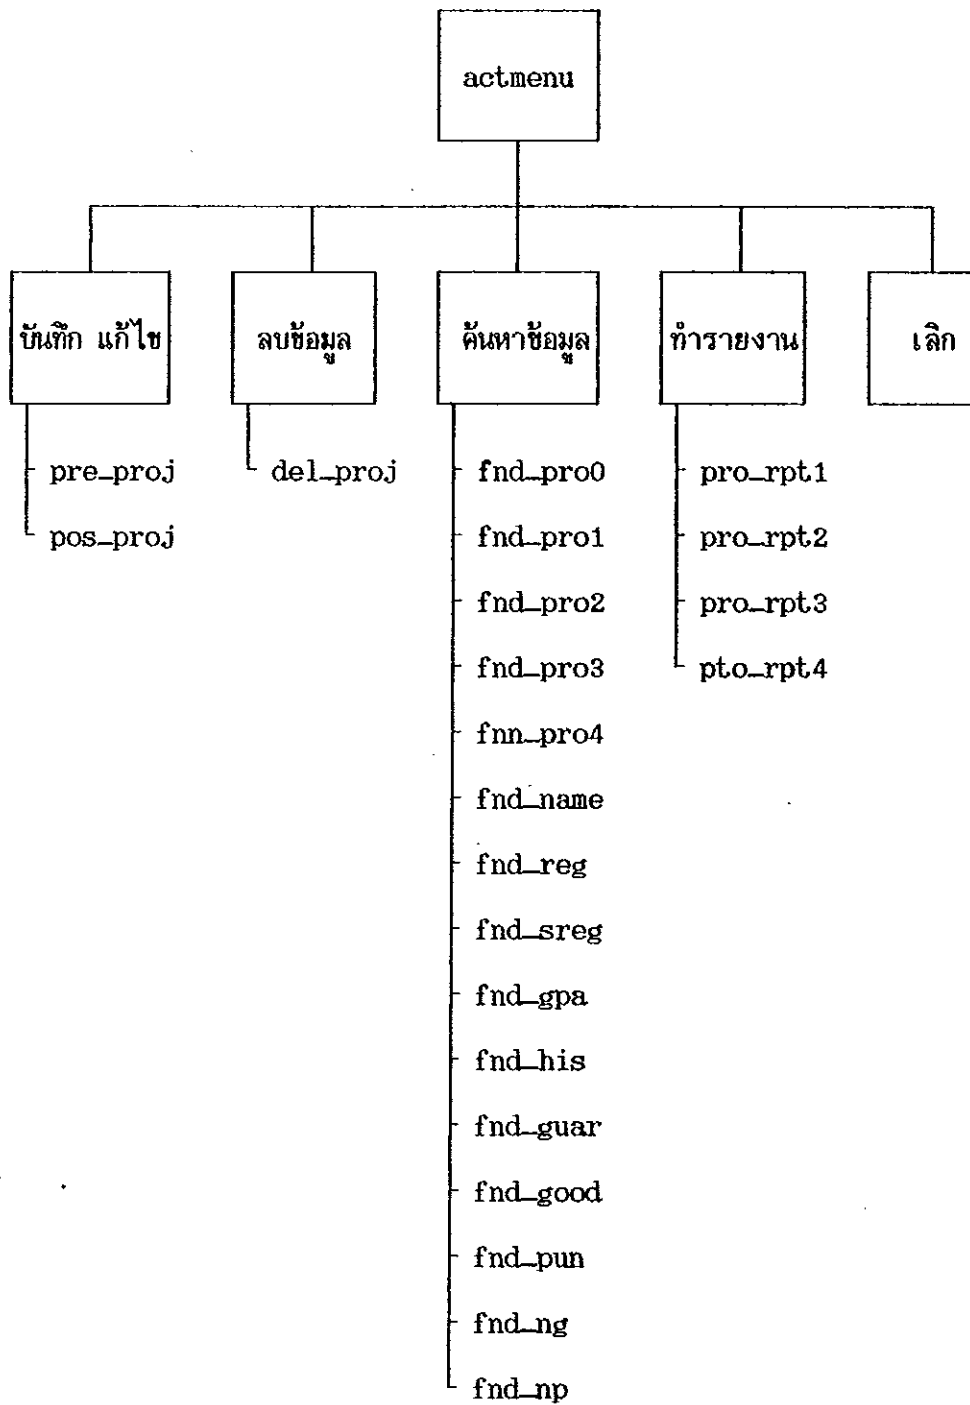 actmenu
บันทึก แก้ไข
ลบข้อมูล
ค้นหาข้อมูล
ทำรายงาน
เลิก
pre_proj
pos_proj
del_proj
fnd_pro0
fnd_pro1
fnd_pro2
fnd_pro3
fnn_pro4
fnd_name
fnd_reg
fnd_sreg
fnd_gpa
fnd_his
fnd_guar
fnd_good
fnd_pun
fnd_ng
fnd_np
pro_rpt1
pro_rpt2
pro_rpt3
pto_rpt4